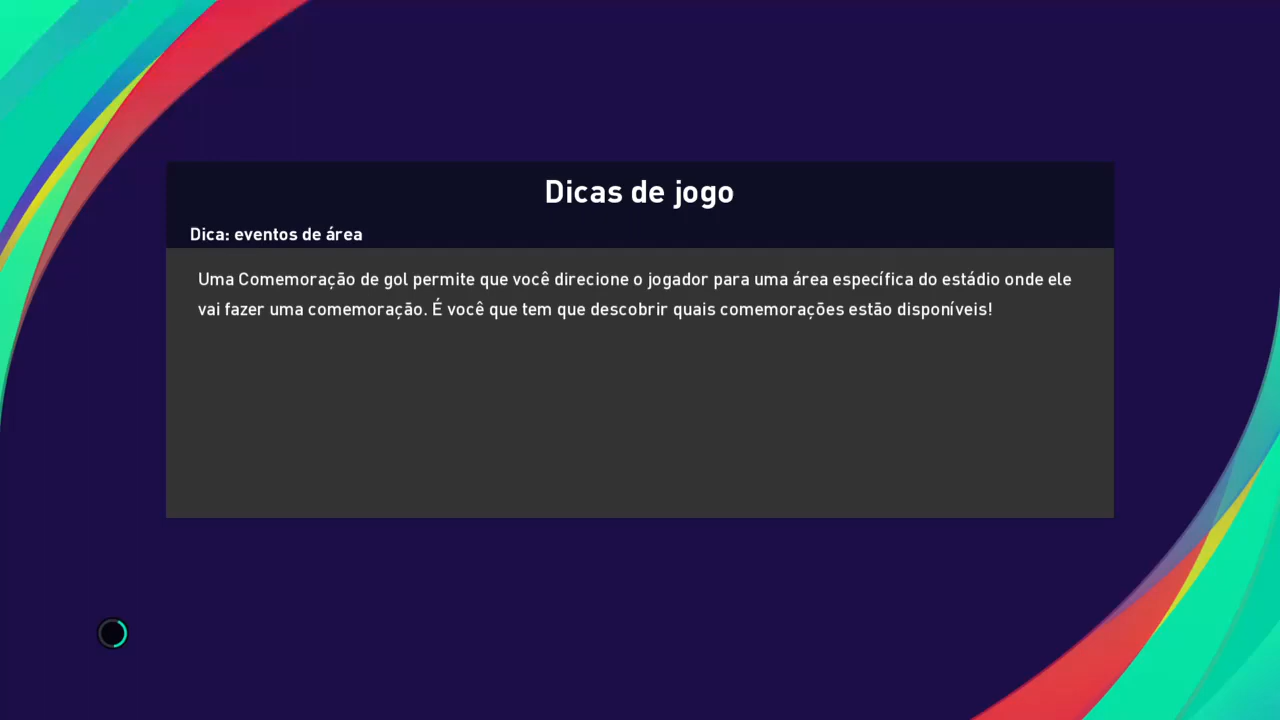 Dicas de jogo
Dica: eventos de área
Uma Comemoração de gol permite que você direcione o jogador para uma área específica do estádio onde ele
vai fazer uma comemoração. É você que tem que descobrir quais comemorações estão disponíveis!